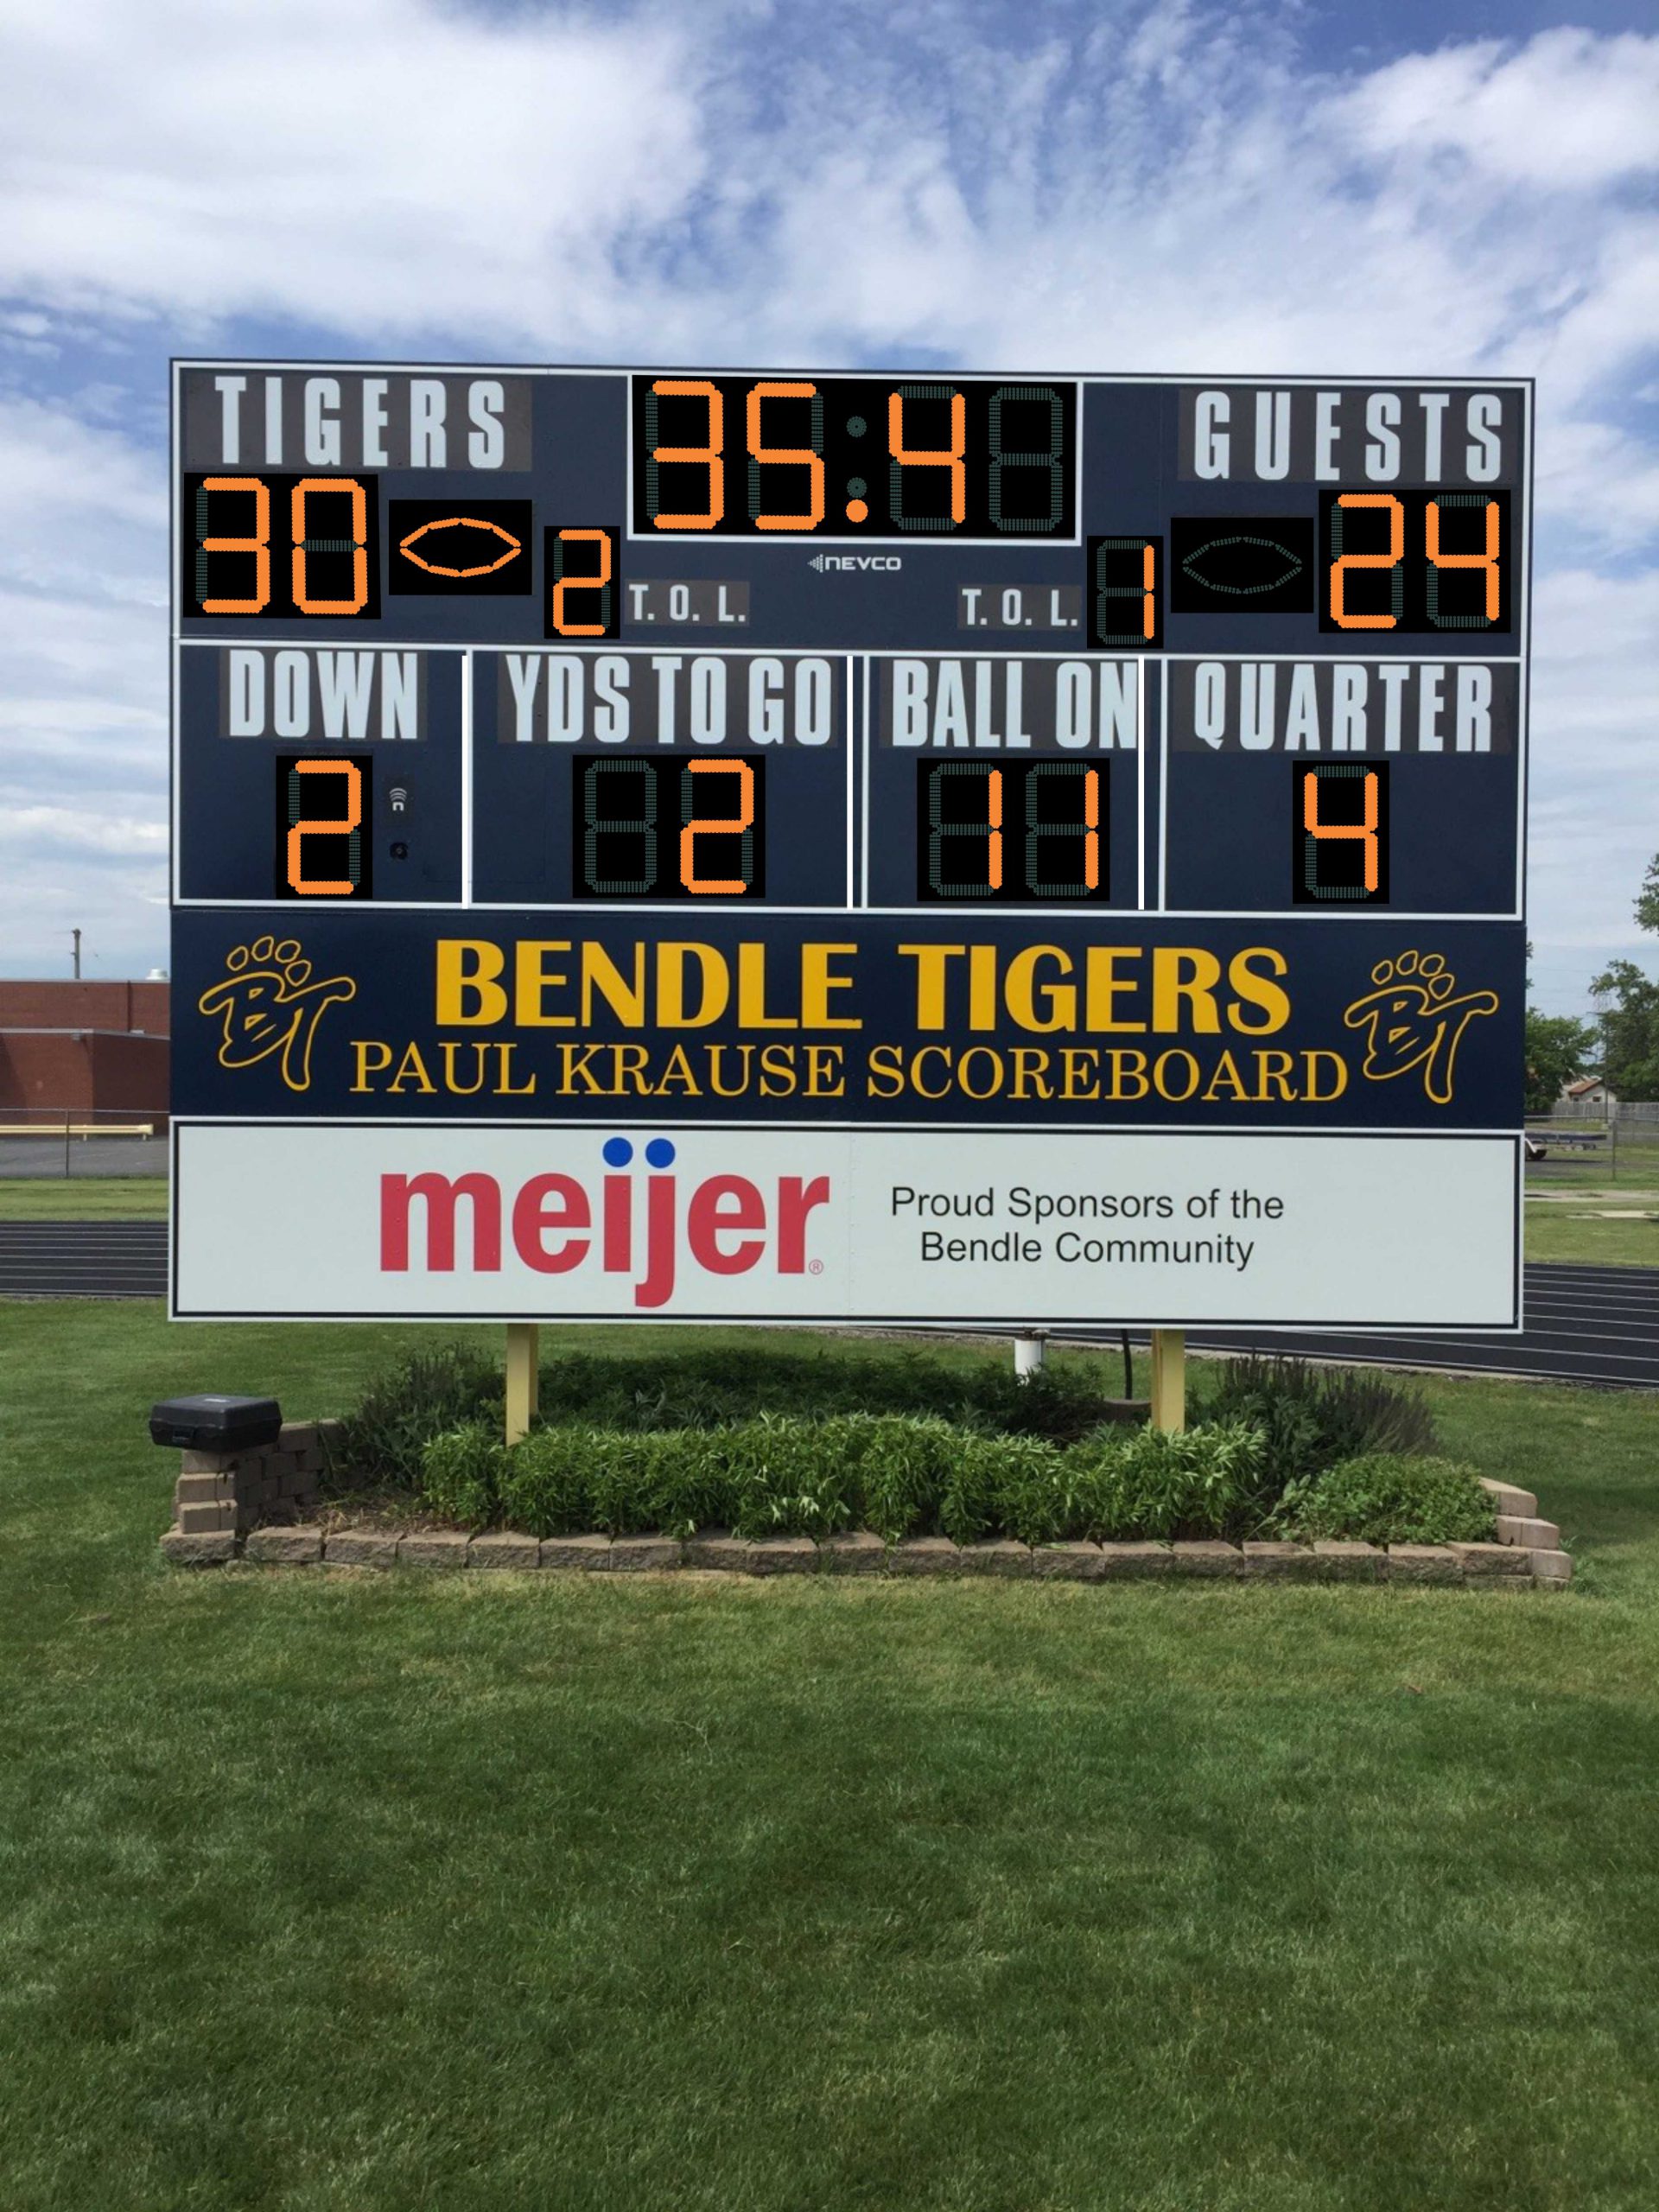 TIGERS 35.4 GUESTS
30 2 T. O. L. NEVCO T. O. L. 1 24
DOWN YDS TO GO BALL ON QUARTER
2 2 11 4
BT BENDLE TIGERS BT
PAUL KRAUSE SCOREBOARD
meijer®
Proud Sponsors of the
Bendle Community